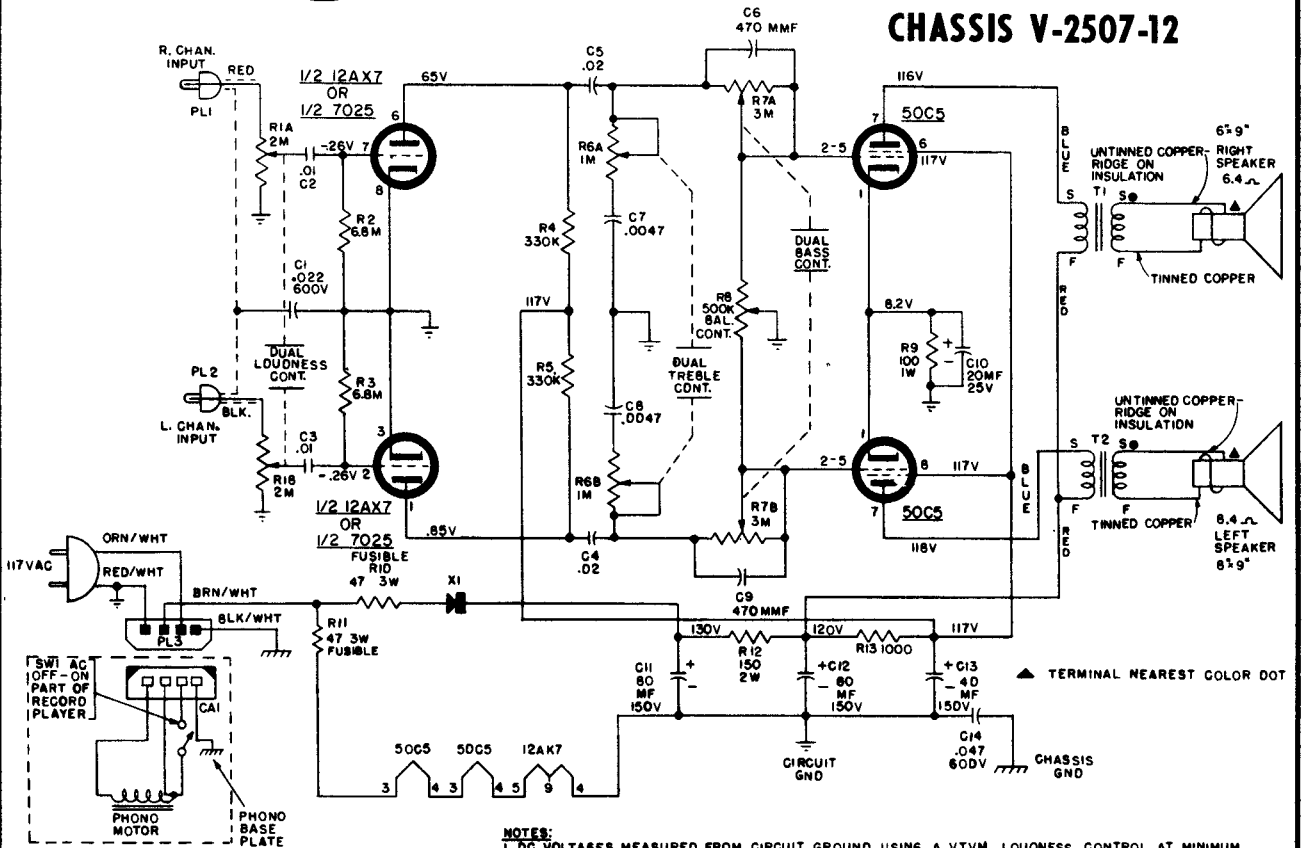 CHASSIS V-2507-12
C6
470 MMF
R. CHAN.
INPUT
RED
PL1
1/2 12AX7
OR
1/2 7025
65V
C5
.02
R7A
3M
116V
50C5
7
6
117V
2-5
1
BLUE
UNTINNED COPPER-
RIDGE ON
INSULATION
6"x9"
RIGHT
SPEAKER
6.4 Ω
R1A
2M
-.26V
7
6
8
.01
C2
R6A
1M
S
T1
S
F
F
TINNED COPPER
RED
R2
6.8M
R4
330K
C7
.0047
DUAL
BASS
CONT.
C1
.022
600V
117V
R8
500K
BAL.
CONT.
8.2V
R9
100
1W
+
-
C10
20MF
25V
DUAL
LOUDNESS
CONT.
R3
6.8M
R5
330K
DUAL
TREBLE
CONT.
C8
.0047
PL2
BLK.
L. CHAN.
INPUT
C3
.01
-.26V
2
3
1
R1B
2M
R6B
1M
2-5
1
6
117V
7
50C5
118V
BLUE
UNTINNED COPPER-
RIDGE ON
INSULATION
S
T2
S
F
F
TINNED COPPER
RED
6.4 Ω
LEFT
SPEAKER
6"x9"
1/2 12AX7
OR
1/2 7025
.85V
C4
.02
R7B
3M
C9
470MMF
117VAC
ORN/WHT
RED/WHT
BRN/WHT
BLK/WHT
PL3
FUSIBLE
R10
47 3W
X1
R11
47 3W
FUSIBLE
130V
R12
150
2W
120V
R13 1000
117V
C11
80
MF
150V
+
-
+C12
-
80
MF
150V
+C13
-
40
MF
150V
C14
.047
600V
▲ TERMINAL NEAREST COLOR DOT
CIRCUIT
GND
CHASSIS
GND
SW1 AC
OFF-ON
PART OF
RECORD
PLAYER
CA1
PHONO
MOTOR
PHONO
BASE
PLATE
50C5
50C5
12AX7
3
4
3
4
5
9
4
NOTES:
1. DC VOLTAGES MEASURED FROM CIRCUIT GROUND USING A VTVM, LOUDNESS CONTROL AT MINIMUM